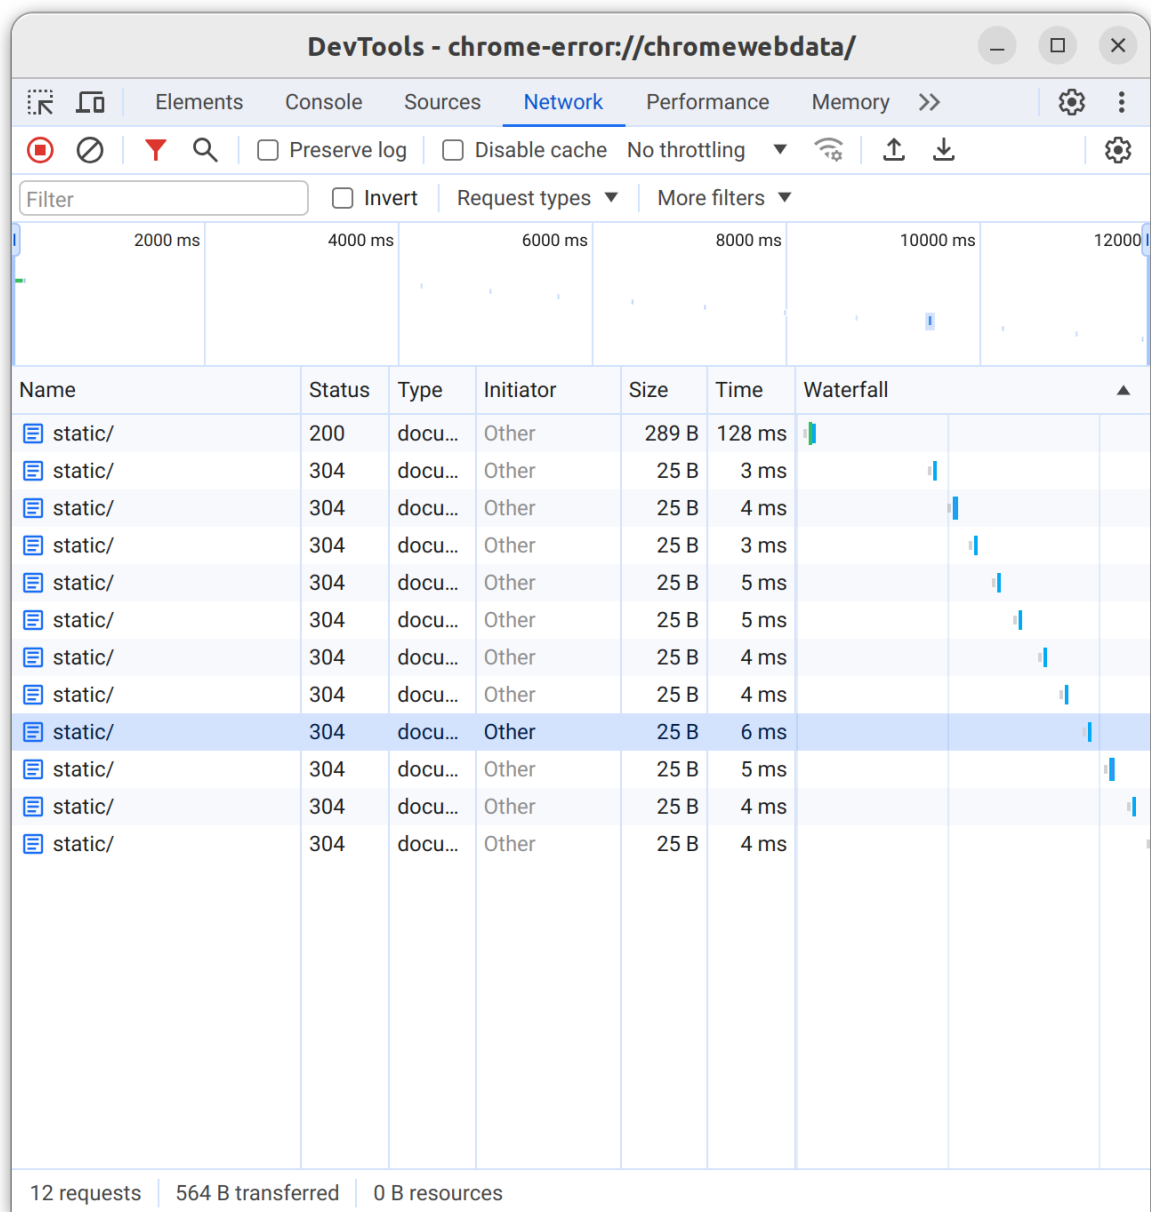 DevTools - chrome-error://chromewebdata/
Elements Console Sources Network Performance Memory
Preserve log Disable cache No throttling
Filter Invert Request types More filters
2000 ms 4000 ms 6000 ms 8000 ms 10000 ms 12000
Name Status Type Initiator Size Time Waterfall
static/ 200 docu... Other 289 B 128 ms
static/ 304 docu... Other 25 B 3 ms
static/ 304 docu... Other 25 B 4 ms
static/ 304 docu... Other 25 B 3 ms
static/ 304 docu... Other 25 B 5 ms
static/ 304 docu... Other 25 B 5 ms
static/ 304 docu... Other 25 B 4 ms
static/ 304 docu... Other 25 B 4 ms
static/ 304 docu... Other 25 B 6 ms
static/ 304 docu... Other 25 B 5 ms
static/ 304 docu... Other 25 B 4 ms
static/ 304 docu... Other 25 B 4 ms
12 requests 564 B transferred 0 B resources